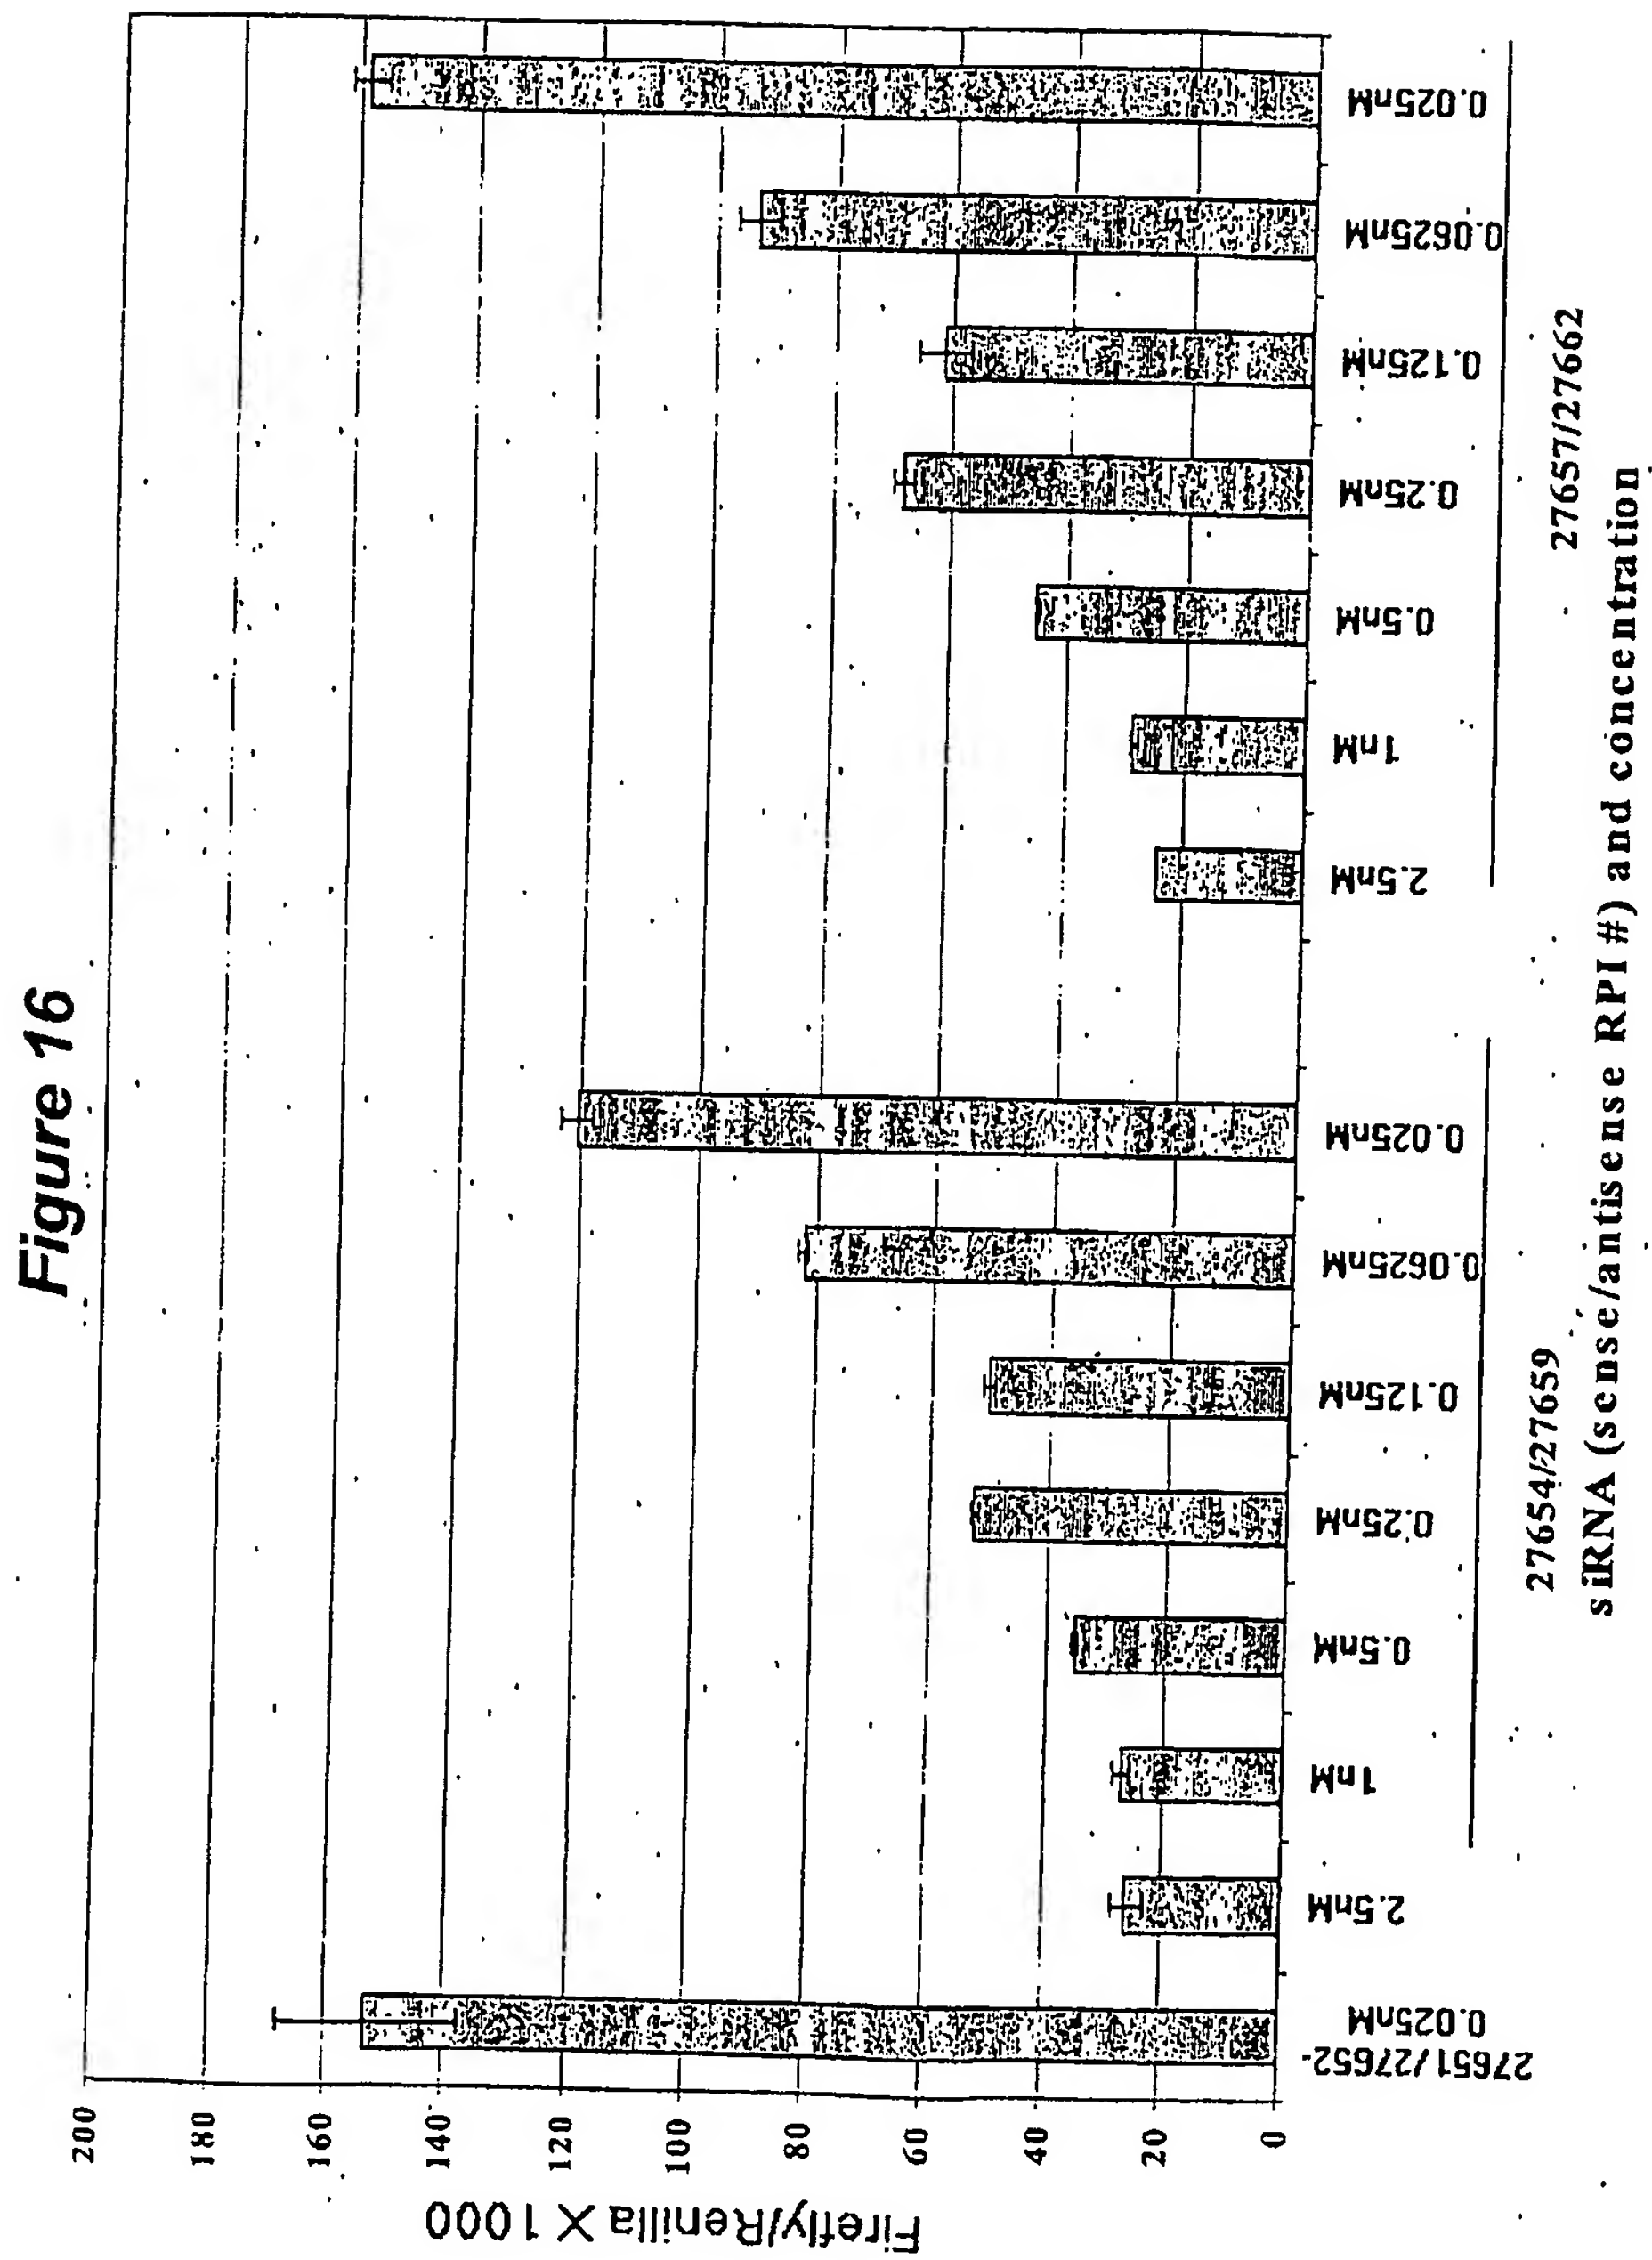 Figure 16
Firefly/Renilla X 1000
200
180
160
140
120
100
80
60
40
20
0
27651/27652-
0.025nM
2.5nM
1nM
0.5nM
0.25nM
0.125nM
0.0625nM
0.025nM
2.5nM
1nM
0.5nM
0.25nM
0.125nM
0.0625nM
0.025nM
27654/27659
27657/27662
siRNA (sense/antisense RPI #) and concentration